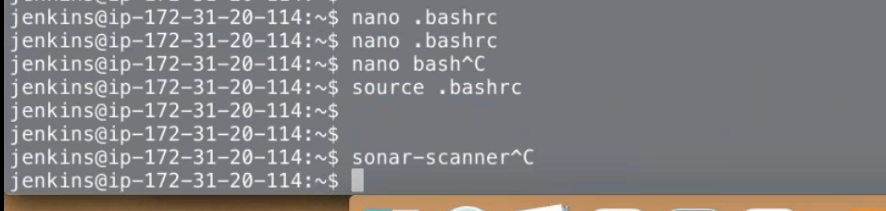 jenkins@ip-172-31-20-114:~$ nano .bashrc
jenkins@ip-172-31-20-114:~$ nano .bashrc
jenkins@ip-172-31-20-114:~$ nano bash^C
jenkins@ip-172-31-20-114:~$ source .bashrc
jenkins@ip-172-31-20-114:~$
jenkins@ip-172-31-20-114:~$
jenkins@ip-172-31-20-114:~$ sonar-scanner^C
jenkins@ip-172-31-20-114:~$